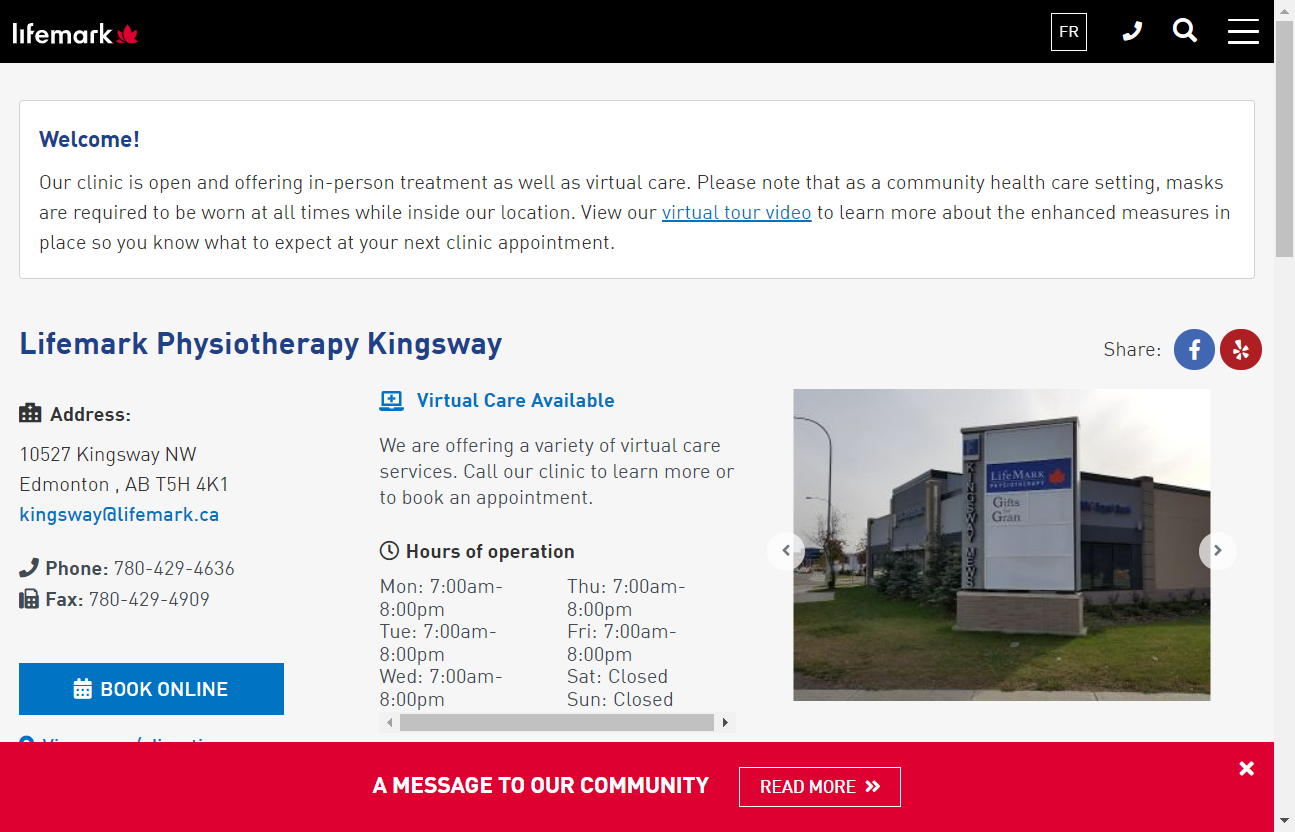 lifemark
FR
Welcome!
Our clinic is open and offering in-person treatment as well as virtual care. Please note that as a community health care setting, masks
are required to be worn at all times while inside our location. View our virtual tour video to learn more about the enhanced measures in
place so you know what to expect at your next clinic appointment.
Lifemark Physiotherapy Kingsway
Share:
Address:
10527 Kingsway NW
Edmonton , AB T5H 4K1
kingsway@lifemark.ca
Phone: 780-429-4636
Fax: 780-429-4909
BOOK ONLINE
Virtual Care Available
We are offering a variety of virtual care
services. Call our clinic to learn more or
to book an appointment.
Hours of operation
Mon: 7:00am-
8:00pm
Tue: 7:00am-
8:00pm
Wed: 7:00am-
8:00pm
Thu: 7:00am-
8:00pm
Fri: 7:00am-
8:00pm
Sat: Closed
Sun: Closed
KINGSWAY MEWS
LIFEMARK
PHYSIOTHERAPY
Gifts
Gran
A MESSAGE TO OUR COMMUNITY
READ MORE